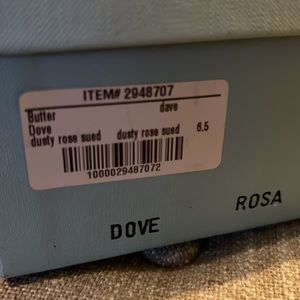 ITEM# 2948707
Butter dave
Dove
dusty rose sued dusty rose sued 6.5
1000029487072
DOVE ROSA